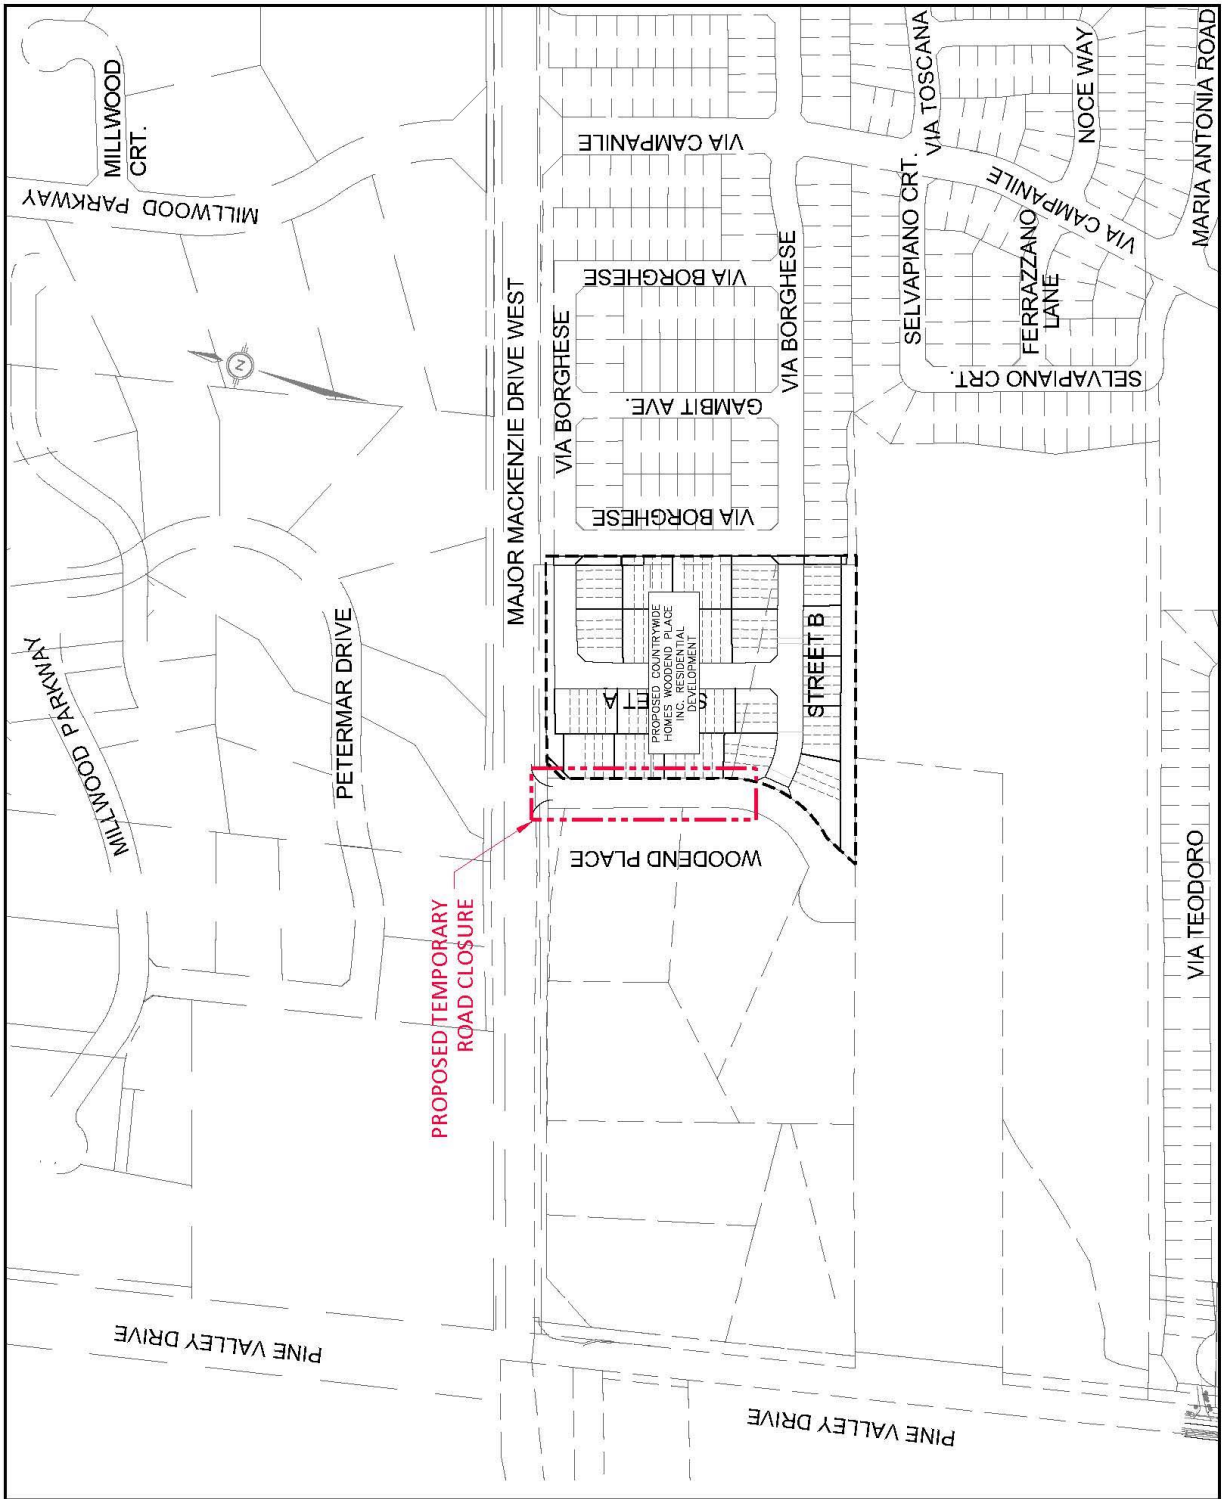 MILLWOOD
CRT.
MILLWOOD PARKWAY
VIA TOSCANA
NOCE WAY
MARIA ANTONIA ROAD
VIA CAMPANILE
SELVAPIANO CRT.
VIA CAMPANILE
FERRAZZANO
LANE
SELVAPIANO CRT.
VIA BORGHESE
VIA BORGHESE
MAJOR MACKENZIE DRIVE WEST
VIA BORGHESE
GAMBIT AVE.
VIA BORGHESE
N
MILLWOOD PARKWAY
PETERMAR DRIVE
PROPOSED COUNTRYWIDE
HOMES WOODEND PLACE
INC. RESIDENTIAL
DEVELOPMENT
STREET B
WOODEND PLACE
PROPOSED TEMPORARY
ROAD CLOSURE
VIA TEODORO
PINE VALLEY DRIVE
PINE VALLEY DRIVE